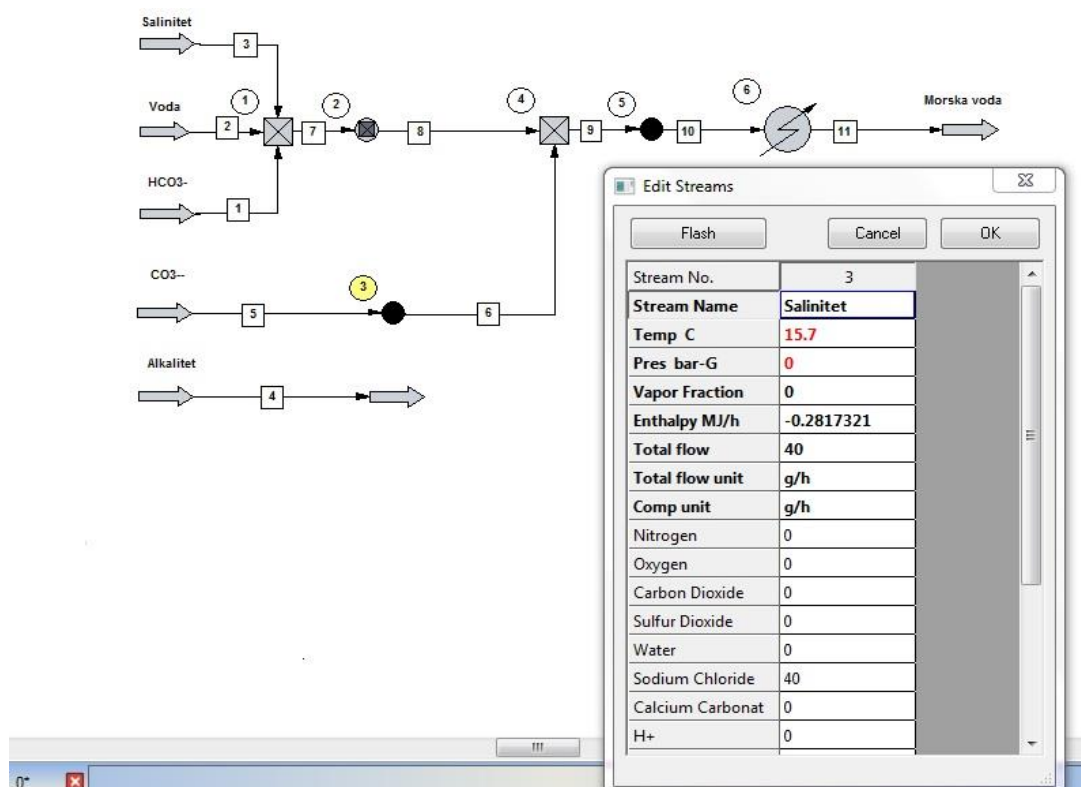 Salinitet
3
Voda
1
2
4
5
6
Morska voda
2
7
8
9
10
11
HCO3-
1
CO3--
3
5
6
Alkalitet
4
Edit Streams
Flash
Cancel
OK
Stream No. 3
Stream Name Salinitet
Temp C 15.7
Pres bar-G 0
Vapor Fraction 0
Enthalpy MJ/h -0.2817321
Total flow 40
Total flow unit g/h
Comp unit g/h
Nitrogen 0
Oxygen 0
Carbon Dioxide 0
Sulfur Dioxide 0
Water 0
Sodium Chloride 40
Calcium Carbonat 0
H+ 0